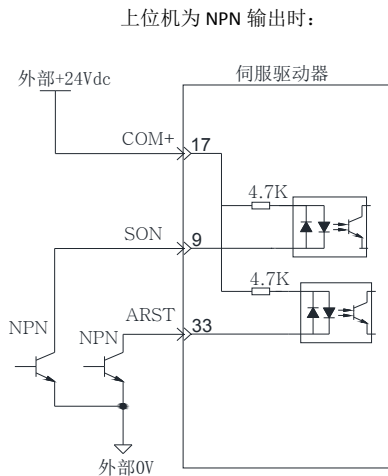 上位机为 NPN 输出时：
外部+24Vdc
伺服驱动器
COM+
17
4.7K
SON
9
4.7K
NPN
NPN
ARST
33
外部0V